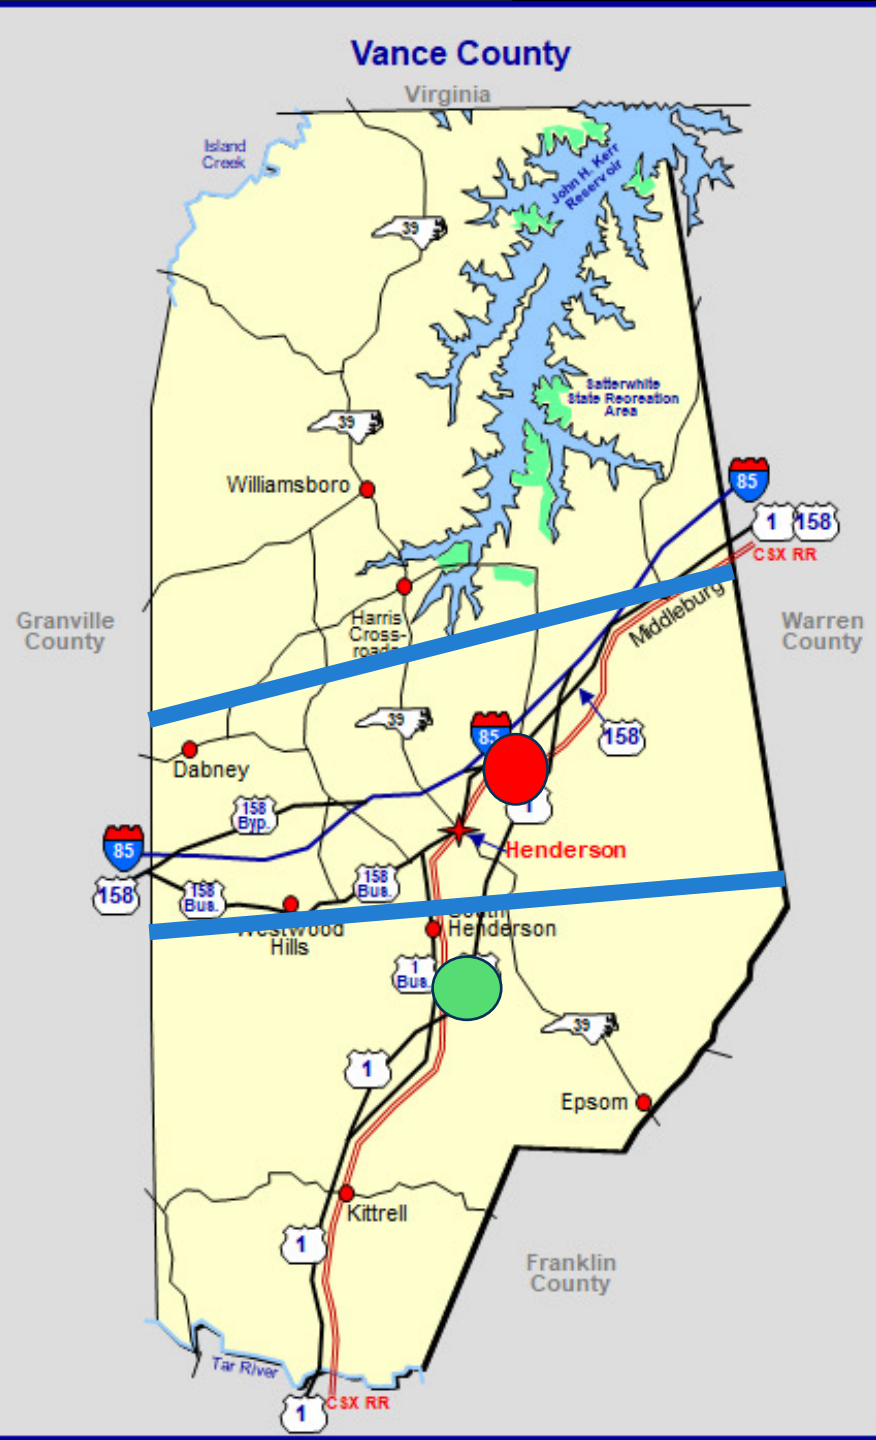 Vance County
Virginia
Island
Creek
John H. Kerr
Reservoir
39
Satterwhite
State Recreation
Area
39
Williamsboro
85
1
158
CSX RR
Granville
County
Harris
Cross-
roads
Middleburg
Warren
County
39
85
158
Dabney
158
Byp.
1
85
Henderson
158
158
Bus.
158
Bus.
Westwood
Hills
South
Henderson
1
Bus.
39
1
Epsom
Kittrell
1
Franklin
County
Tar River
CSX RR
1